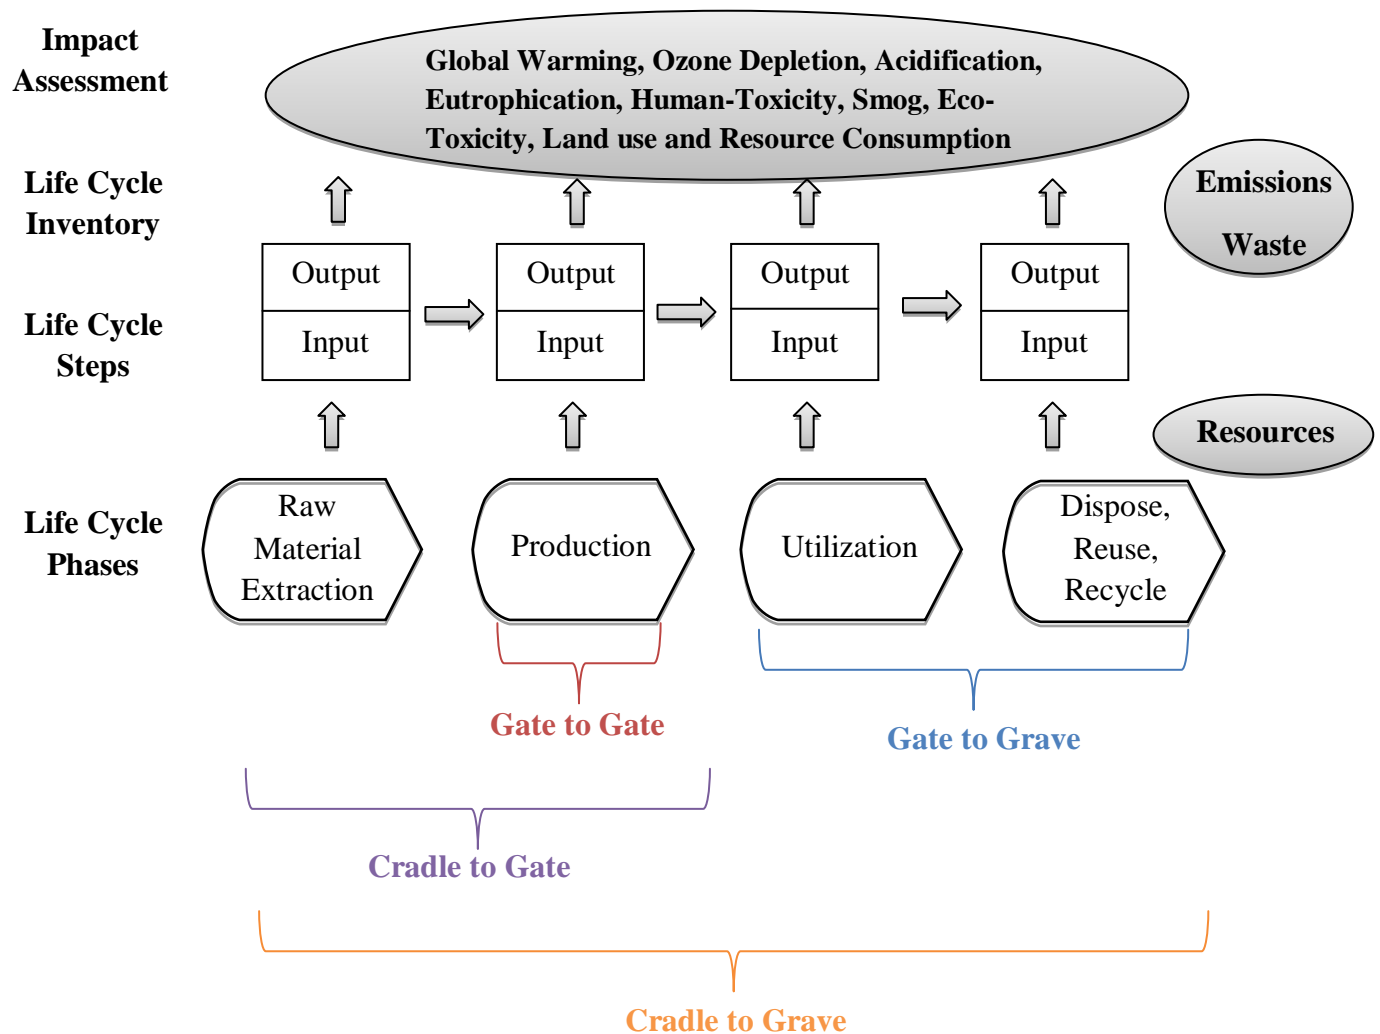 Impact
Assessment
Global Warming, Ozone Depletion, Acidification,
Eutrophication, Human-Toxicity, Smog, Eco-
Toxicity, Land use and Resource Consumption
Life Cycle
Inventory
Emissions
Waste
Output
Output
Output
Output
Life Cycle
Steps
Input
Input
Input
Input
Resources
Life Cycle
Phases
Raw
Material
Extraction
Production
Utilization
Dispose,
Reuse,
Recycle
Gate to Gate
Gate to Grave
Cradle to Gate
Cradle to Grave